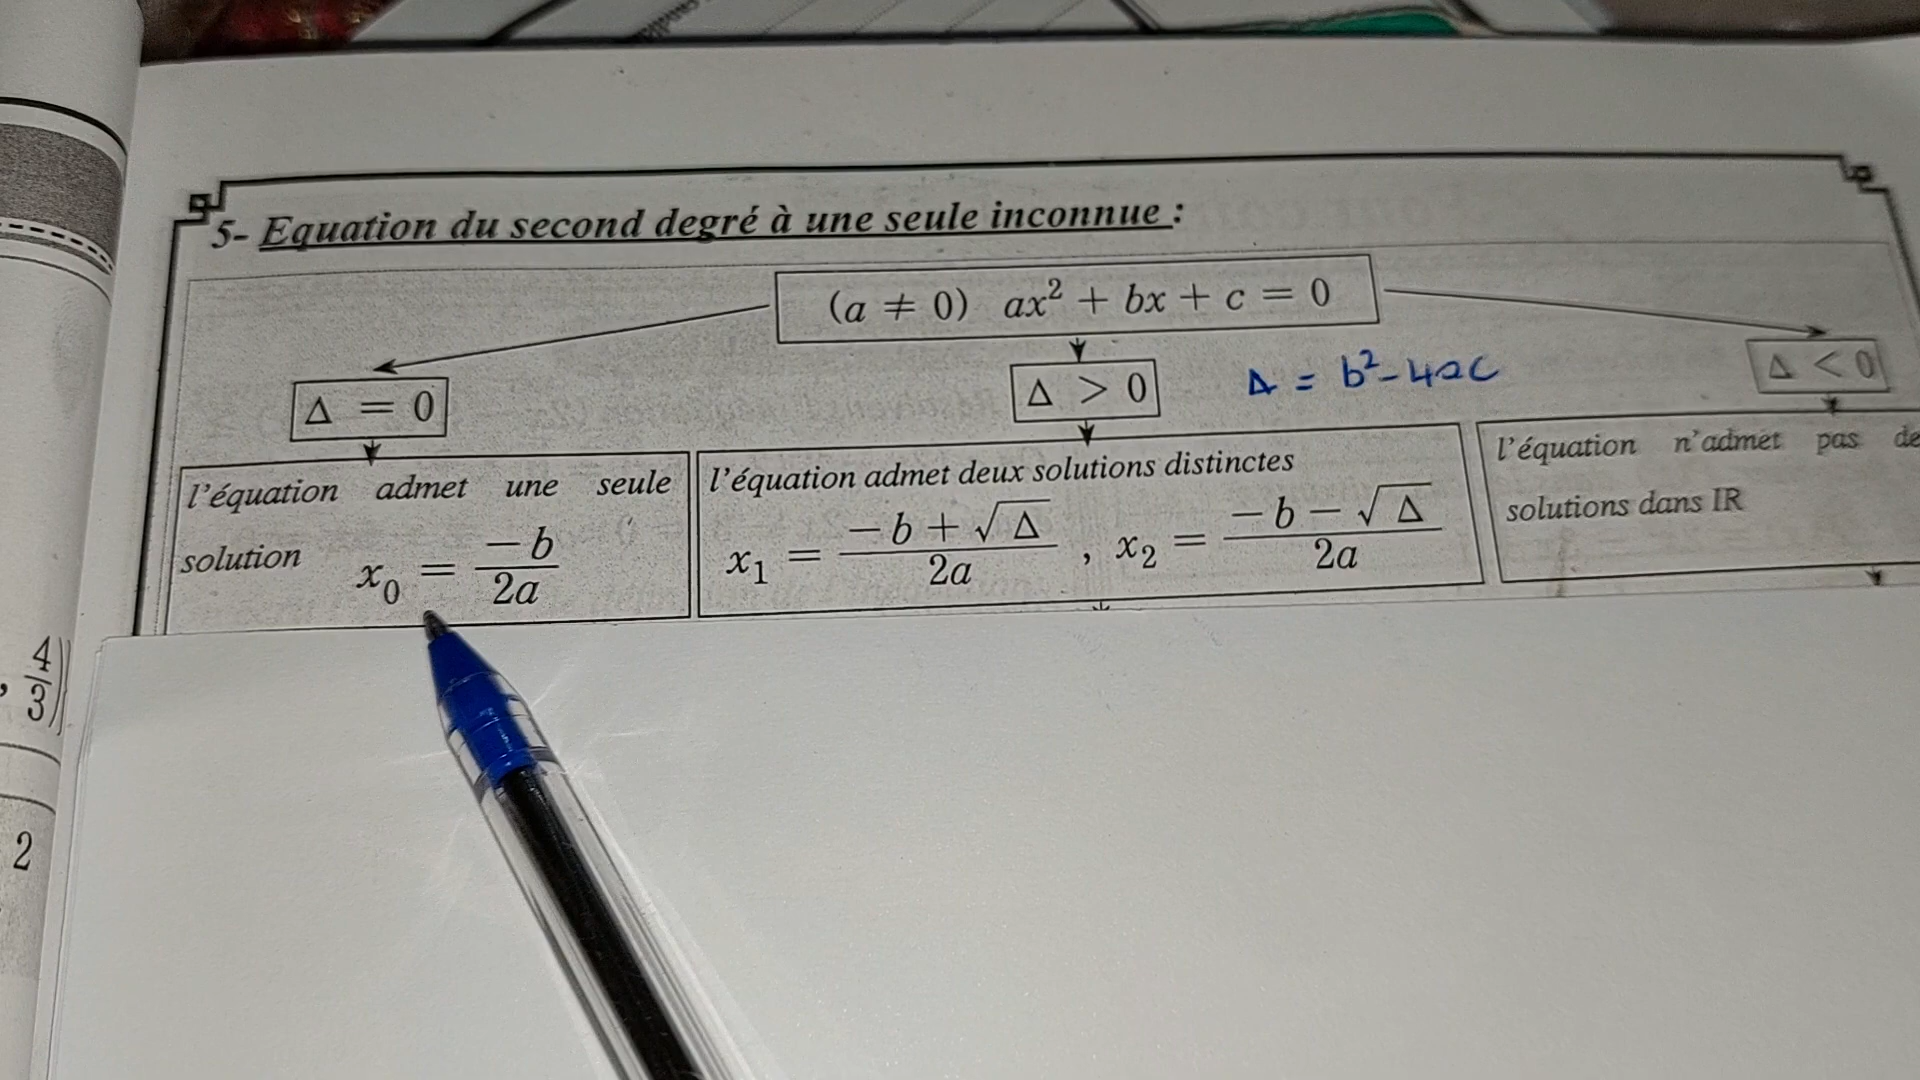 5- Equation du second degré à une seule inconnue :
(a ≠ 0) ax² + bx + c = 0
Δ = 0
Δ > 0
Δ = b²-4ac
Δ < 0
l'équation admet une seule
solution x₀ = -b/2a
l'équation admet deux solutions distinctes
x₁ = (-b + √Δ)/2a , x₂ = (-b - √Δ)/2a
l'équation n'admet pas de
solutions dans IR
, 4/3))
2